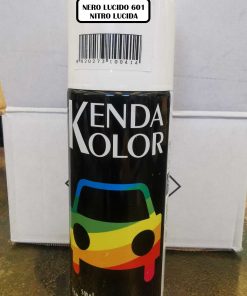 NERO LUCIDO 601
NITRO LUCIDA
KENDA
KOLOR